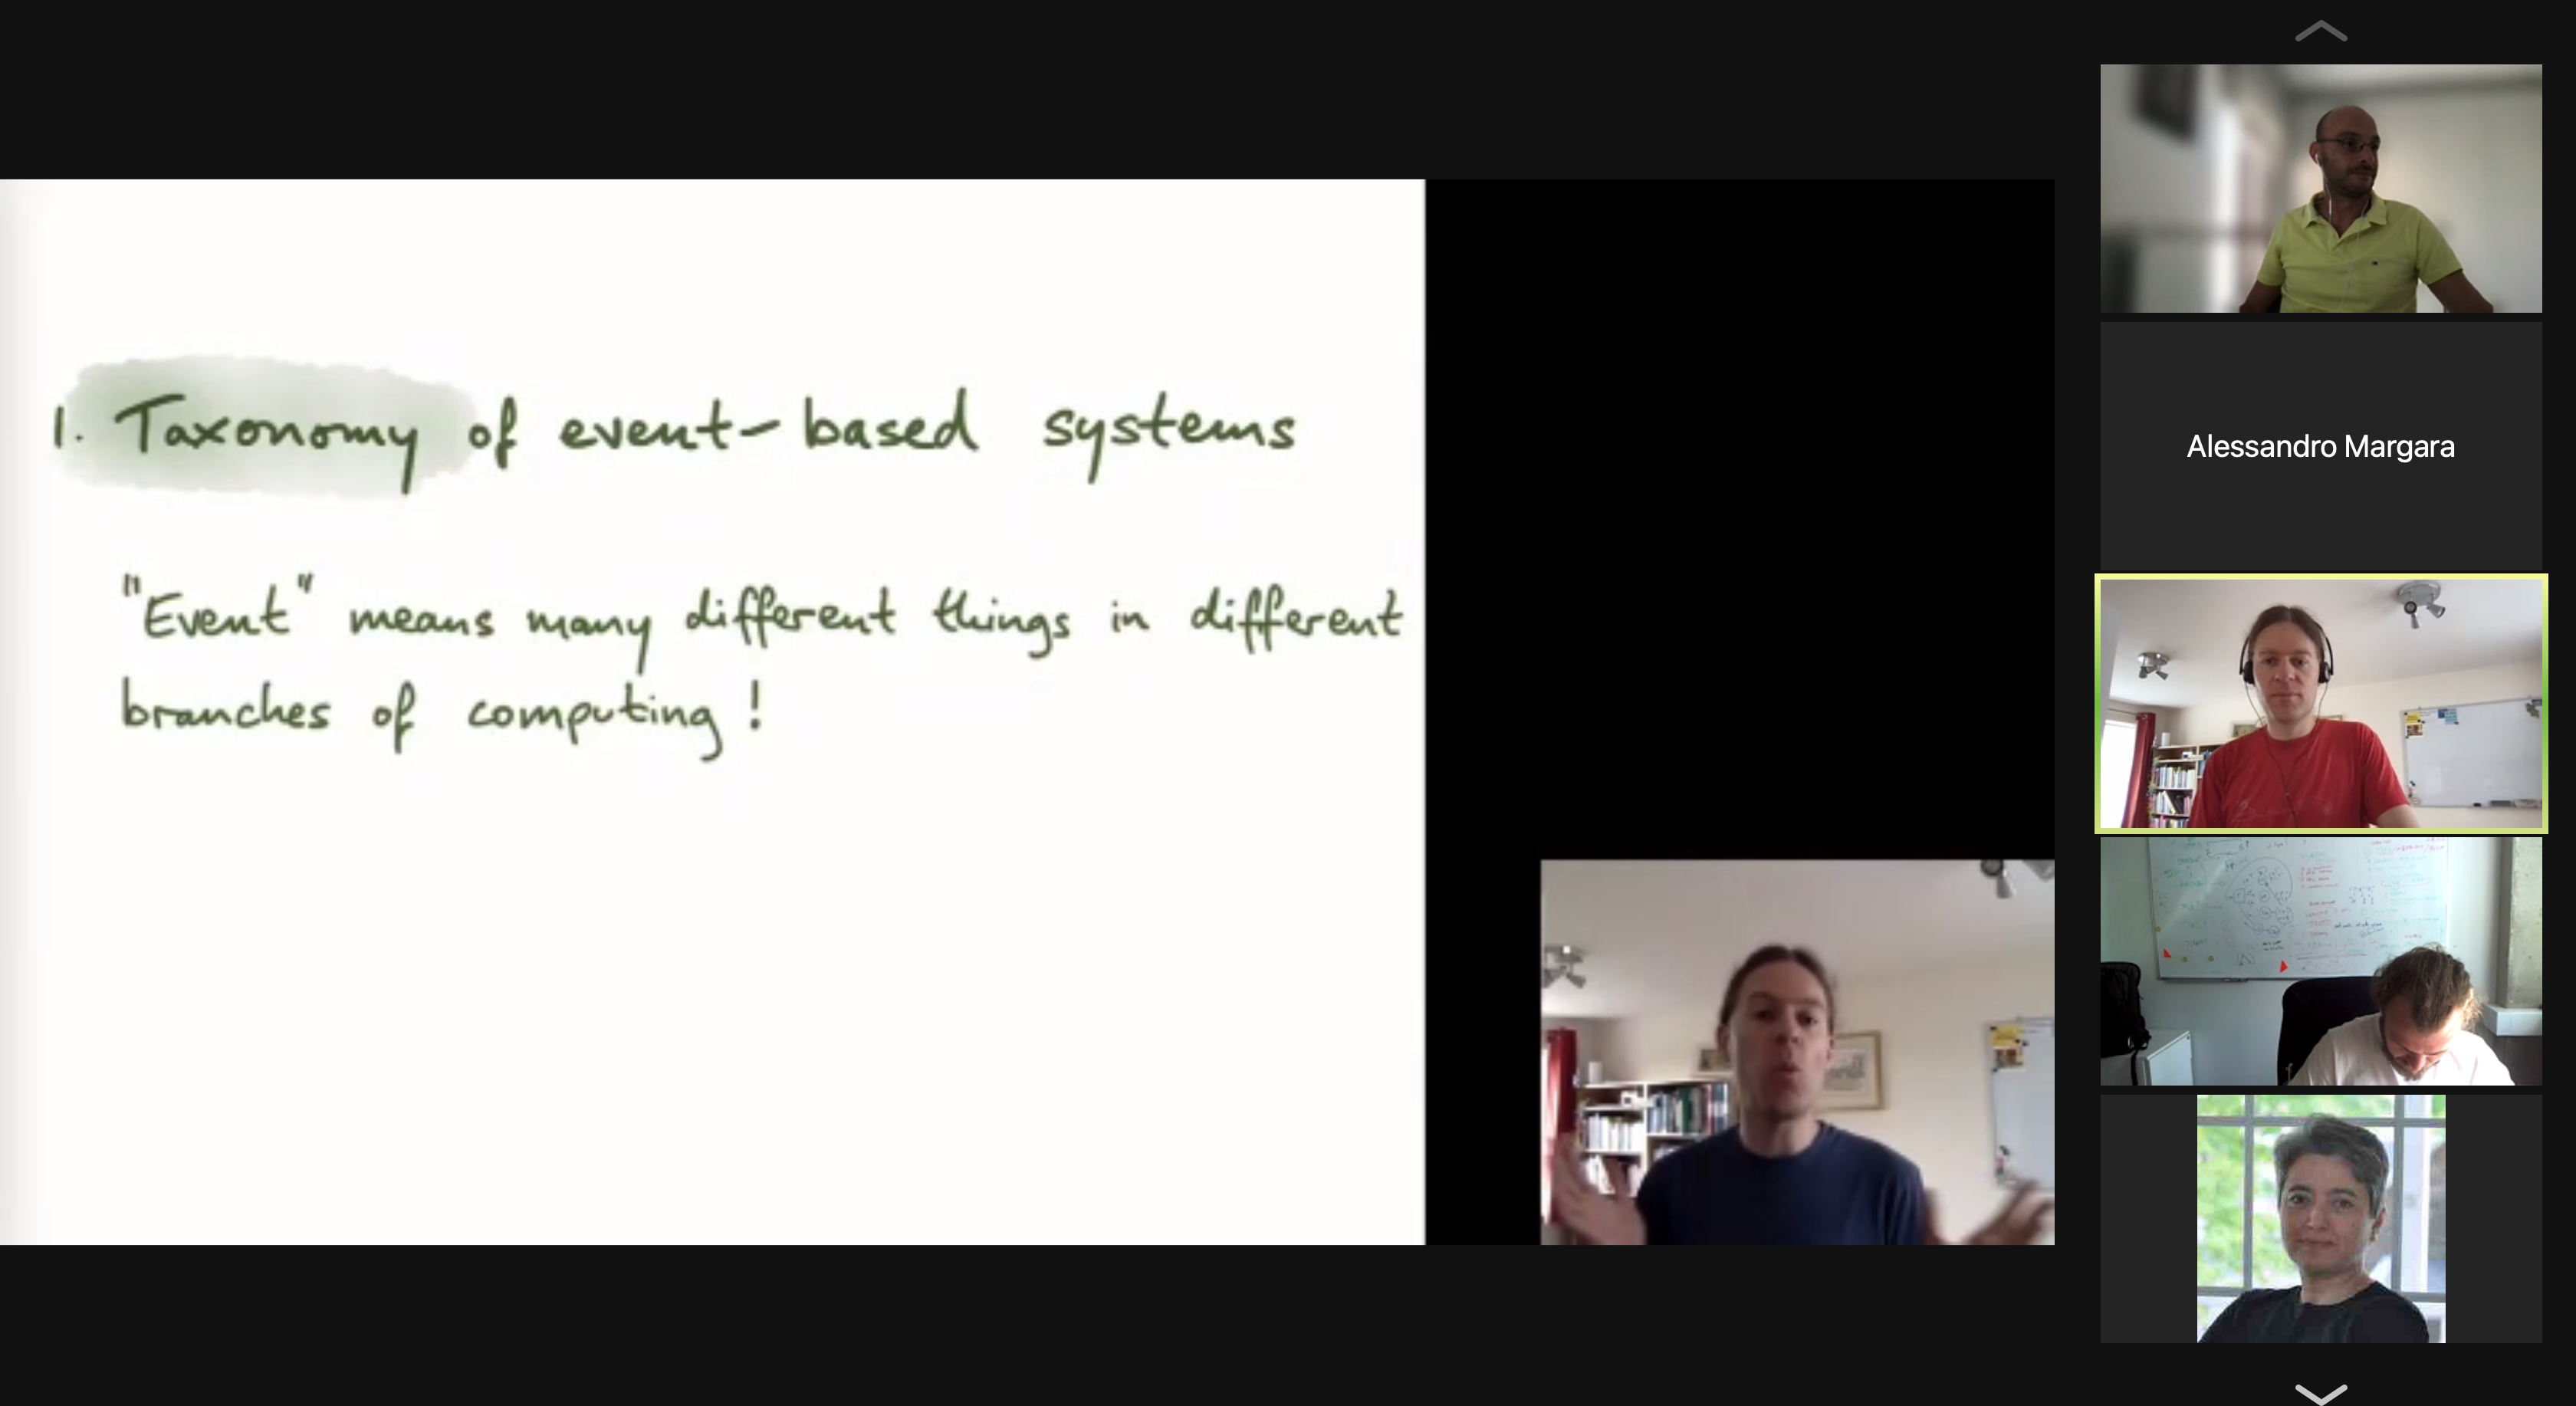 1. Taxonomy of event-based systems
"Event" means many different things in different
branches of computing!
Alessandro Margara